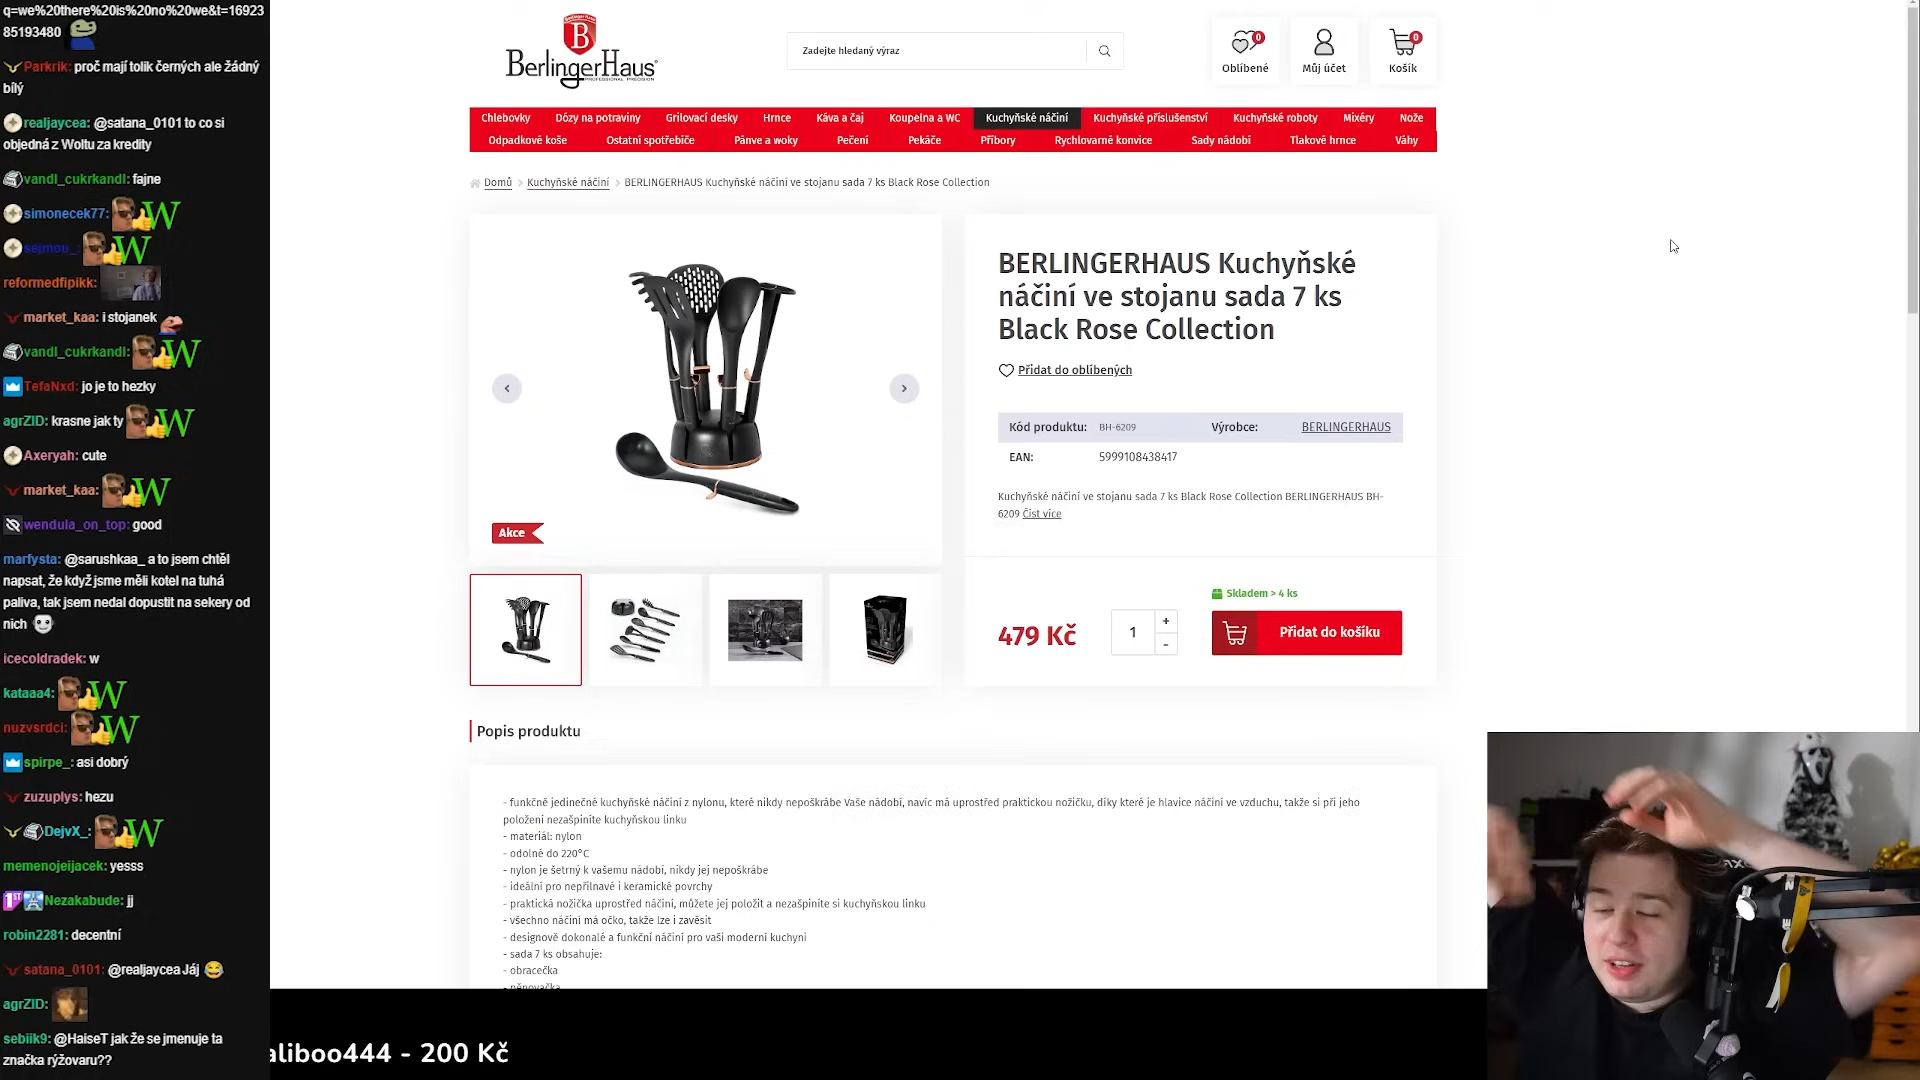 q=we%20there%20is%20no%20we&t=16923
85193480
Parkrik: proč mají tolik černých ale žádný
bílý
realjaycea: @satana_0101 to co si
objedná z Woltu za kredity
vandl_cukrkandl: fajne
simonecek77: W
sejmou_: W
reformedfipikk:
market_kaa: i stojanek
vandl_cukrkandl: W
TefaNxd: jo je to hezky
agrZID: krasne jak ty W
Axeryah: cute
market_kaa: W
wendula_on_top: good
marfysta: @sarushkaa_ a to jsem chtěl
napsat, že když jsme měli kotel na tuhá
paliva, tak jsem nedal dopustit na sekery od
nich
icecoldradek: w
kataaa4: W
nuzvsrdci: W
spirpe_: asi dobrý
zuzuplys: hezu
DejvX_: W
memenojeijacek: yesss
1ST Nezakabude: jj
robin2281: decentní
satana_0101: @realjaycea Jáj
agrZID:
sebiik9: @HaiseT jak že se jmenuje ta
značka rýžovaru??
B
BerlingerHaus
PROFESSIONAL PRECISION
Zadejte hledaný výraz
0
Oblíbené
Můj účet
0
Košík
Chlebovky Dózy na potraviny Grilovací desky Hrnce Káva a čaj Koupelna a WC Kuchyňské náčiní Kuchyňské příslušenství Kuchyňské roboty Mixéry Nože
Odpadkové koše Ostatní spotřebiče Pánve a woky Pečení Pekáče Příbory Rychlovarné konvice Sady nádobí Tlakové hrnce Váhy
Domů > Kuchyňské náčiní > BERLINGERHAUS Kuchyňské náčiní ve stojanu sada 7 ks Black Rose Collection
Akce
BERLINGERHAUS Kuchyňské
náčiní ve stojanu sada 7 ks
Black Rose Collection
Přidat do oblíbených
Kód produktu: BH-6209 Výrobce: BERLINGERHAUS
EAN: 5999108438417
Kuchyňské náčiní ve stojanu sada 7 ks Black Rose Collection BERLINGERHAUS BH-
6209 Číst více
Skladem > 4 ks
479 Kč 1 + - Přidat do košíku
Popis produktu
- funkčně jedinečné kuchyňské náčiní z nylonu, které nikdy nepoškrábe Vaše nádobí, navíc má uprostřed praktickou nožičku, díky které je hlavice náčiní ve vzduchu, takže si při jeho
položení nezašpiníte kuchyňskou linku
- materiál: nylon
- odolné do 220°C
- nylon je šetrný k vašemu nádobí, nikdy jej nepoškrábe
- ideální pro nepřilnavé i keramické povrchy
- praktická nožička uprostřed náčiní, můžete jej položit a nezašpiníte si kuchyňskou linku
- všechno náčiní má očko, takže lze i zavěsit
- designově dokonalé a funkční náčiní pro vaši moderní kuchyni
- sada 7 ks obsahuje:
- obracečka
- pěnovačka
aliboo444 - 200 Kč